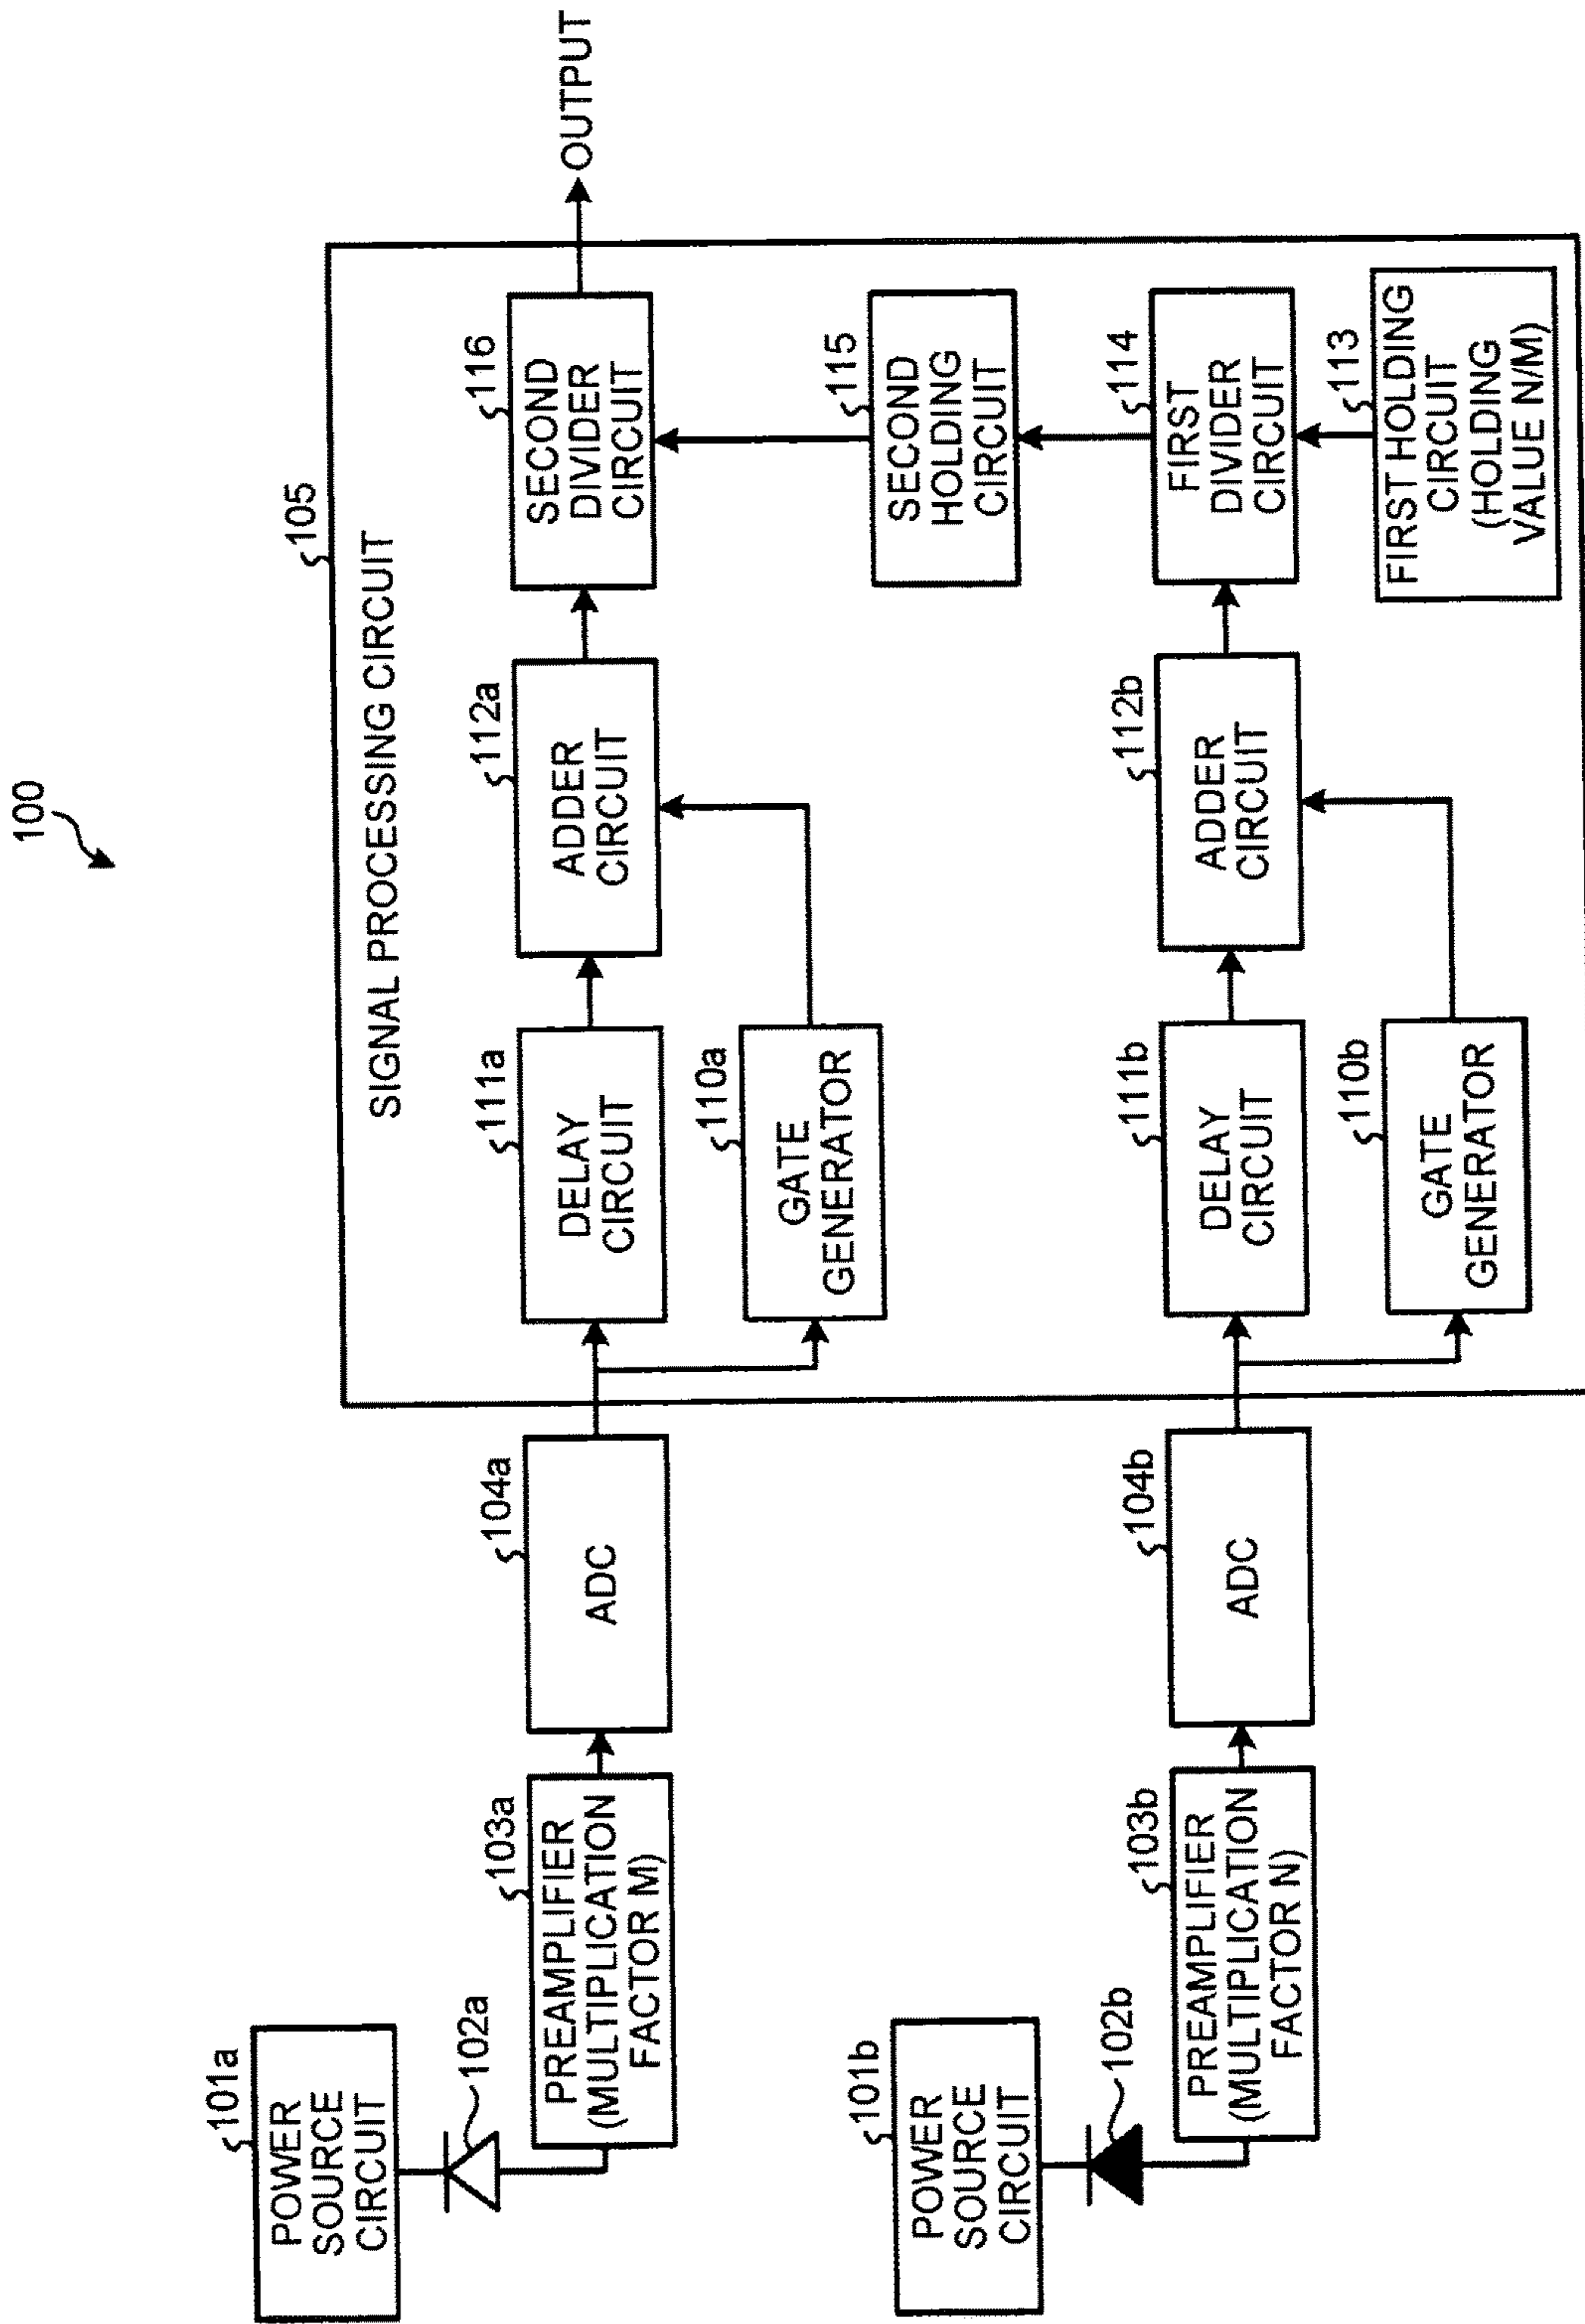 100
105
SIGNAL PROCESSING CIRCUIT
101a
POWER
SOURCE
CIRCUIT
102a
103a
PREAMPLIFIER
(MULTIPLICATION
FACTOR M)
104a
ADC
111a
DELAY
CIRCUIT
110a
GATE
GENERATOR
112a
ADDER
CIRCUIT
116
SECOND
DIVIDER
CIRCUIT
OUTPUT
115
SECOND
HOLDING
CIRCUIT
101b
POWER
SOURCE
CIRCUIT
102b
103b
PREAMPLIFIER
(MULTIPLICATION
FACTOR N)
104b
ADC
111b
DELAY
CIRCUIT
110b
GATE
GENERATOR
112b
ADDER
CIRCUIT
114
FIRST
DIVIDER
CIRCUIT
113
FIRST HOLDING
CIRCUIT
(HOLDING
VALUE N/M)